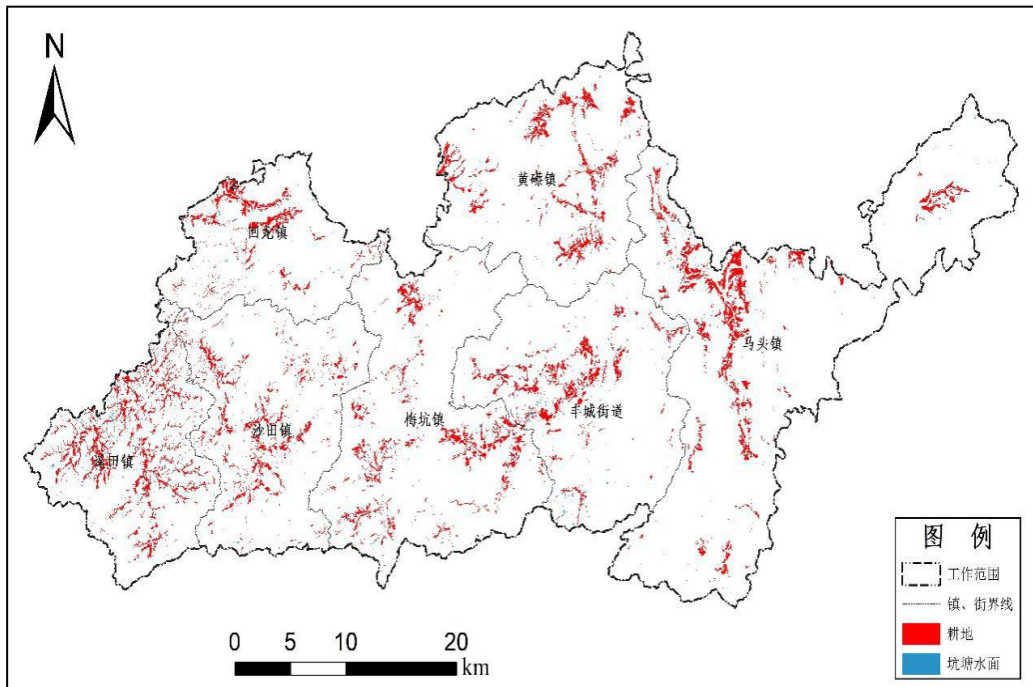 N
黄磜镇
回龙镇
马头镇
梅坑镇
丰城街道
沙田镇
遥田镇
图 例
工作范围
镇、街界线
耕地
坑塘水面
0 5 10 20
km